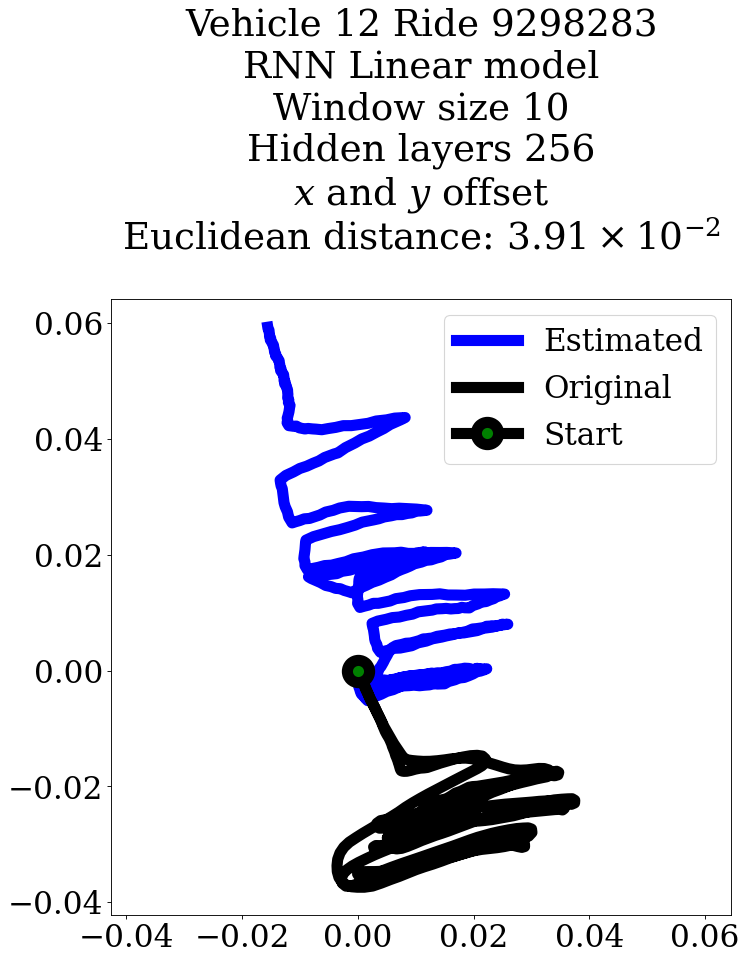 Vehicle 12 Ride 9298283
RNN Linear model
Window size 10
Hidden layers 256
x and y offset
Euclidean distance: 3.91 × 10⁻²
Estimated
Original
Start
0.06
0.04
0.02
0.00
−0.02
−0.04
−0.04 −0.02 0.00 0.02 0.04 0.06